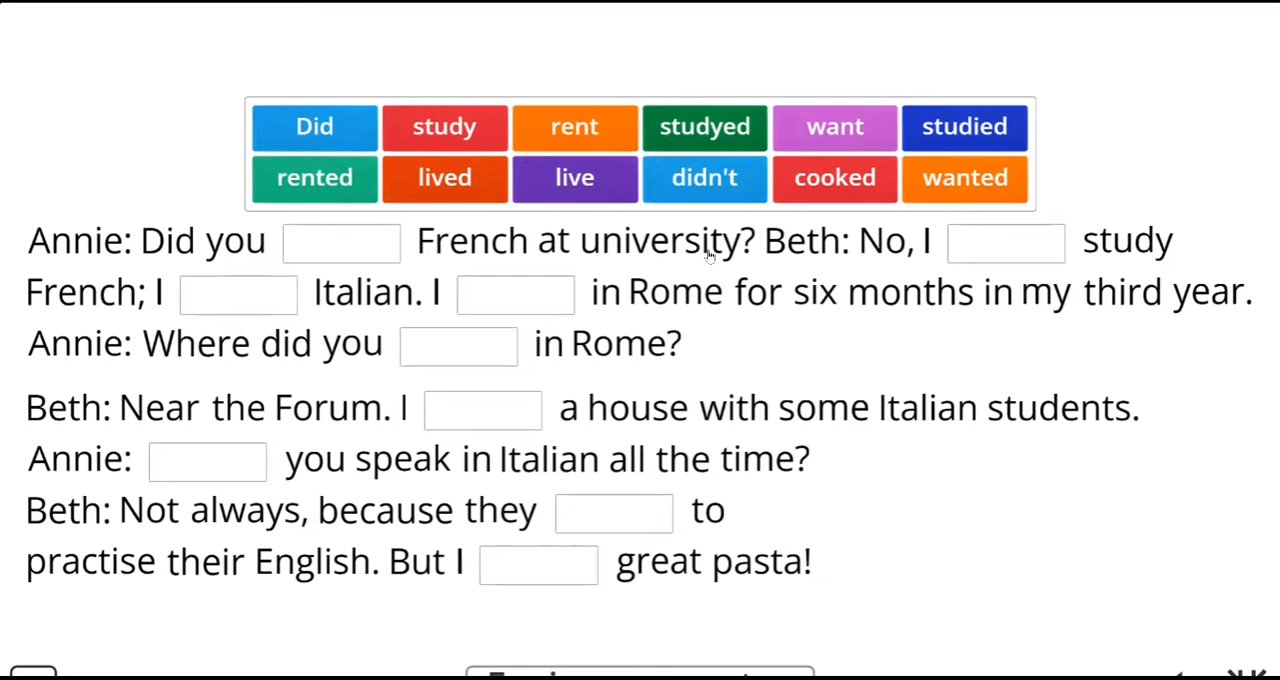 Did study rent studyed want studied
rented lived live didn't cooked wanted
Annie: Did you French at university? Beth: No, I study
French; I Italian. I in Rome for six months in my third year.
Annie: Where did you in Rome?
Beth: Near the Forum. I a house with some Italian students.
Annie: you speak in Italian all the time?
Beth: Not always, because they to
practise their English. But I great pasta!